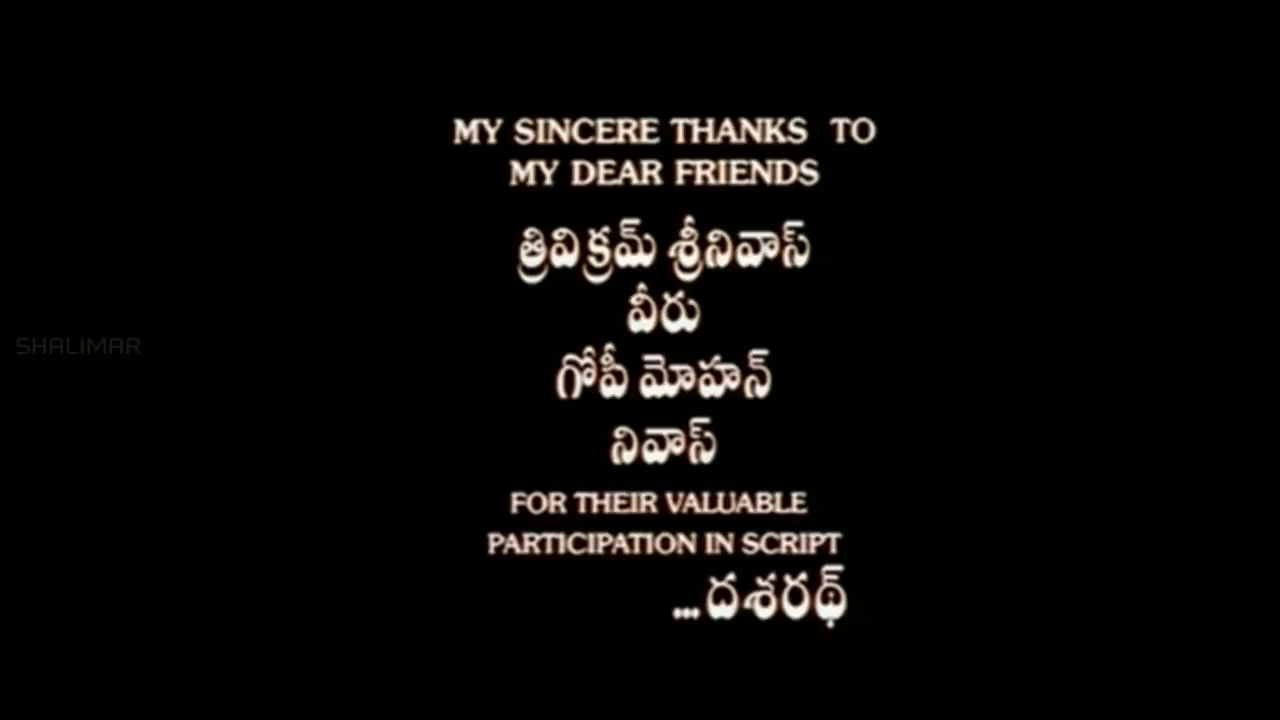 MY SINCERE THANKS TO
MY DEAR FRIENDS
త్రివిక్రమ్ శ్రీనివాస్
వీరు
SHALIMAR
గోపీ మోహన్
నివాస్
FOR THEIR VALUABLE
PARTICIPATION IN SCRIPT
...దశరథ్